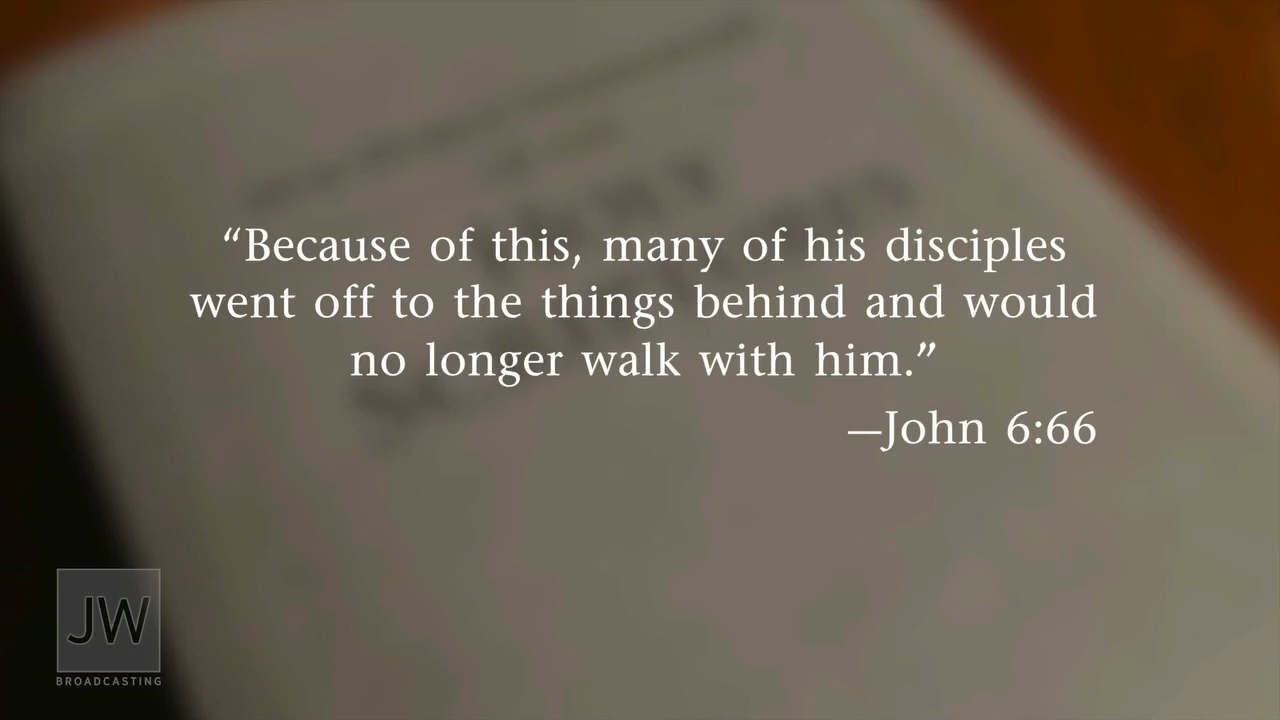 “Because of this, many of his disciples
went off to the things behind and would
no longer walk with him.”
—John 6:66
JW
BROADCASTING